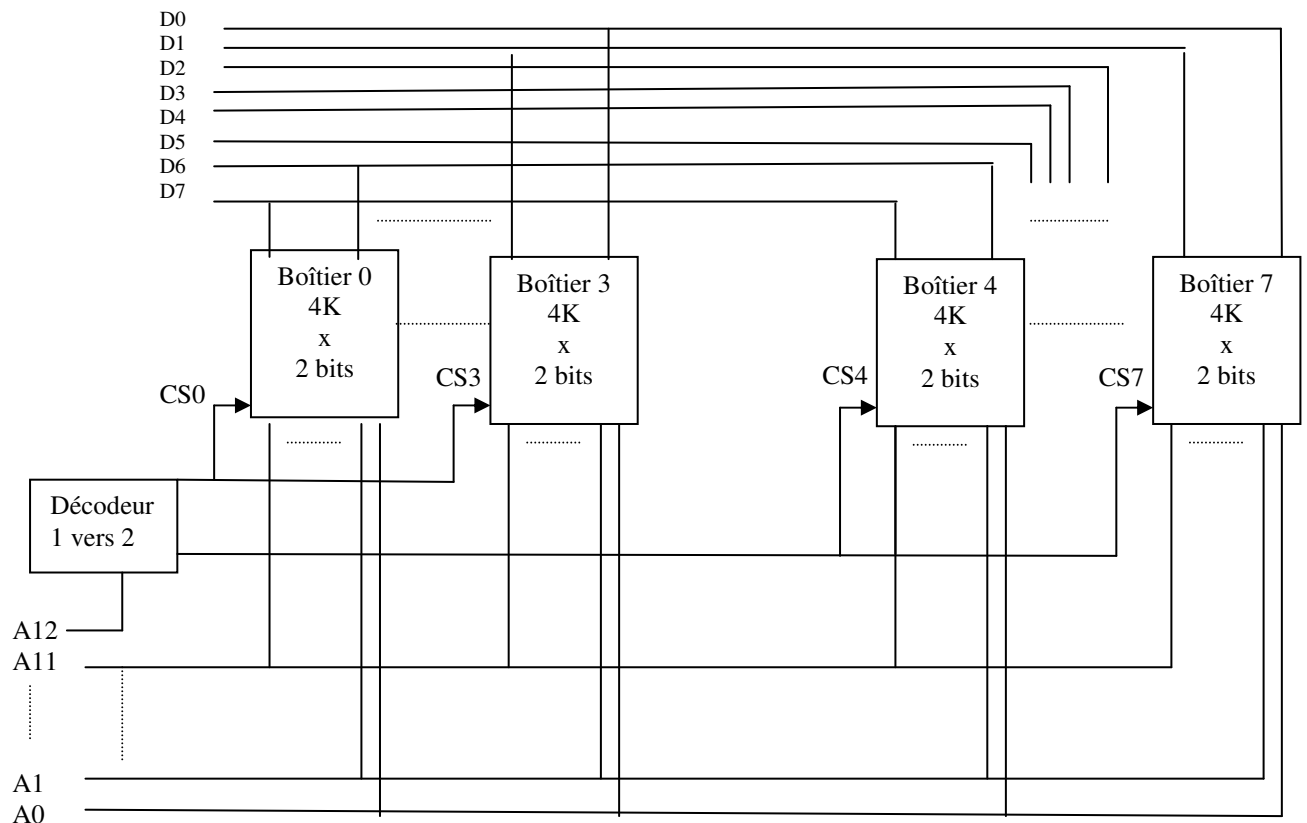 D0
D1
D2
D3
D4
D5
D6
D7
Boîtier 0
4K
x
2 bits
Boîtier 3
4K
x
2 bits
Boîtier 4
4K
x
2 bits
Boîtier 7
4K
x
2 bits
CS0
CS3
CS4
CS7
Décodeur
1 vers 2
A12
A11
A1
A0